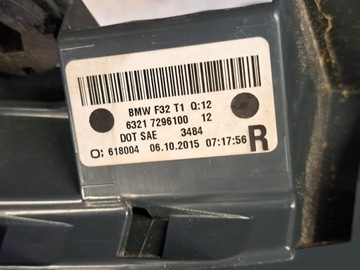 BMW F32 T1 Q:12
6321 7296100 12
DOT SAE 3484
O: 618004 06.10.2015 07:17:56 R